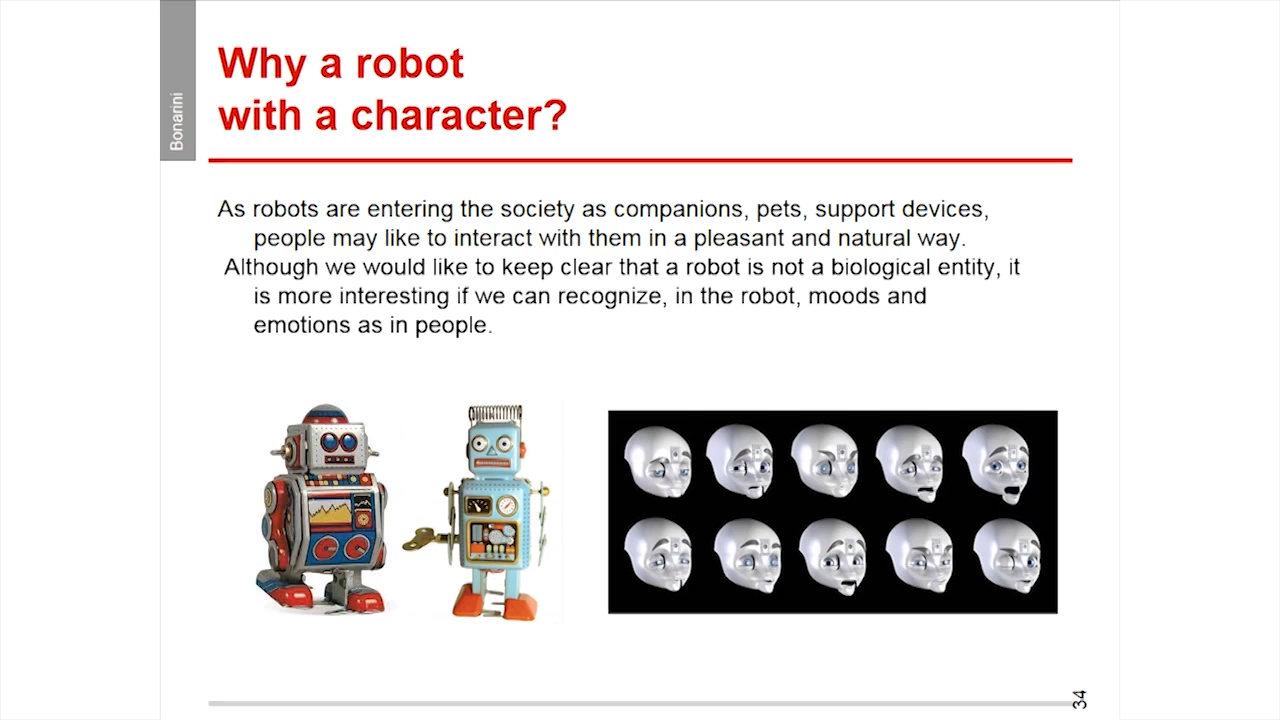 Bonarini
Why a robot
with a character?
As robots are entering the society as companions, pets, support devices,
people may like to interact with them in a pleasant and natural way.
Although we would like to keep clear that a robot is not a biological entity, it
is more interesting if we can recognize, in the robot, moods and
emotions as in people.
34